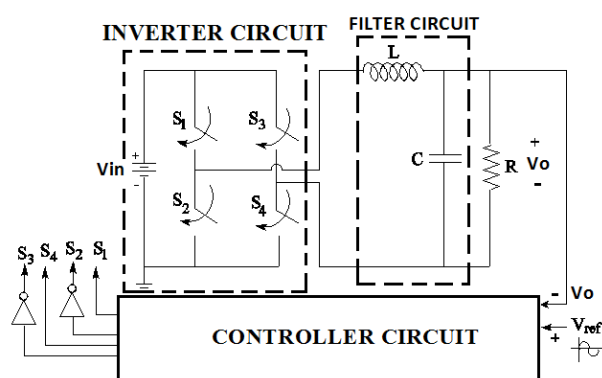 INVERTER CIRCUIT
FILTER CIRCUIT
L
S1
S3
+
Vin
-
S2
S4
C
R
+
Vo
-
S3 S4 S2 S1
- Vo
CONTROLLER CIRCUIT
Vref
+